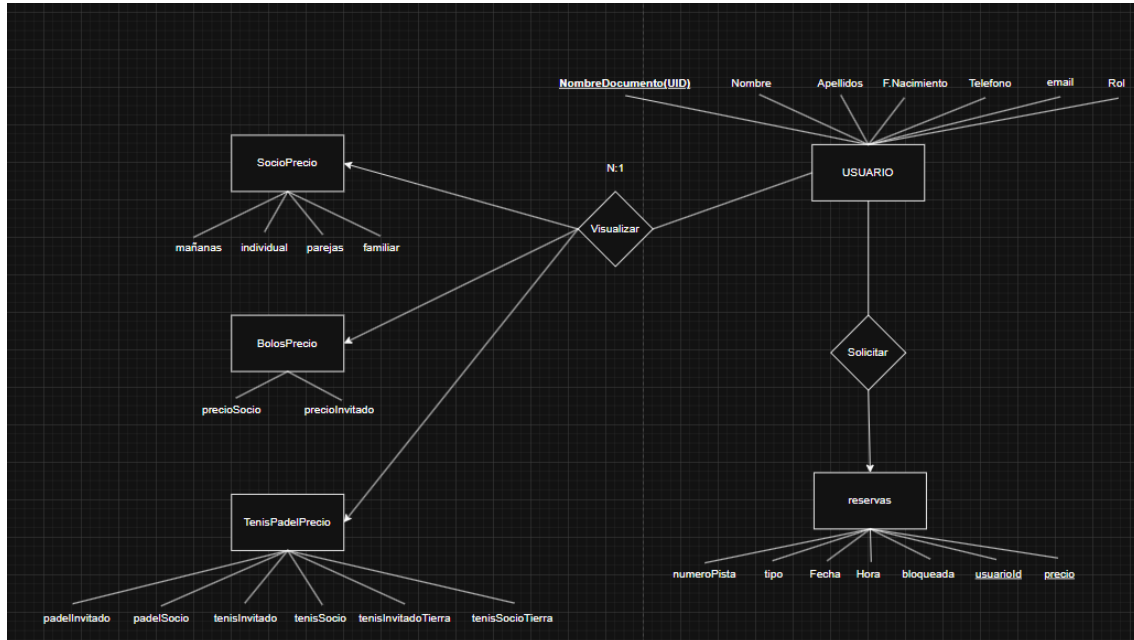 NombreDocumento(UID) Nombre Apellidos F.Nacimiento Telefono email Rol
SocioPrecio
N:1
USUARIO
Visualizar
mañanas individual parejas familiar
BolosPrecio
Solicitar
precioSocio precioInvitado
TenisPadelPrecio
reservas
numeroPista tipo Fecha Hora bloqueada usuarioId precio
padelInvitado padelSocio tenisInvitado tenisSocio tenisInvitadoTierra tenisSocioTierra